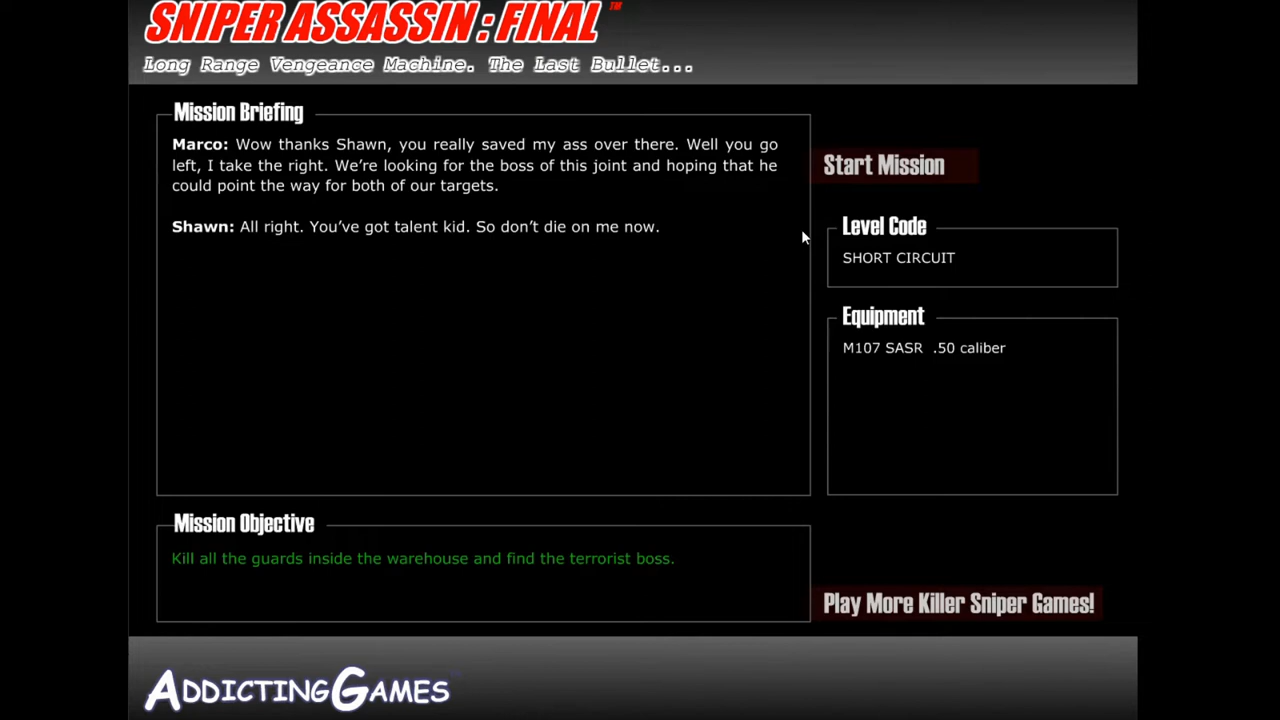 SNIPER ASSASSIN : FINAL ™
Long Range Vengeance Machine. The Last Bullet...
Mission Briefing
Marco: Wow thanks Shawn, you really saved my ass over there. Well you go
left, I take the right. We're looking for the boss of this joint and hoping that he
could point the way for both of our targets.
Shawn: All right. You've got talent kid. So don't die on me now.
Start Mission
Level Code
SHORT CIRCUIT
Equipment
M107 SASR .50 caliber
Mission Objective
Kill all the guards inside the warehouse and find the terrorist boss.
Play More Killer Sniper Games!
ADDICTINGGAMES